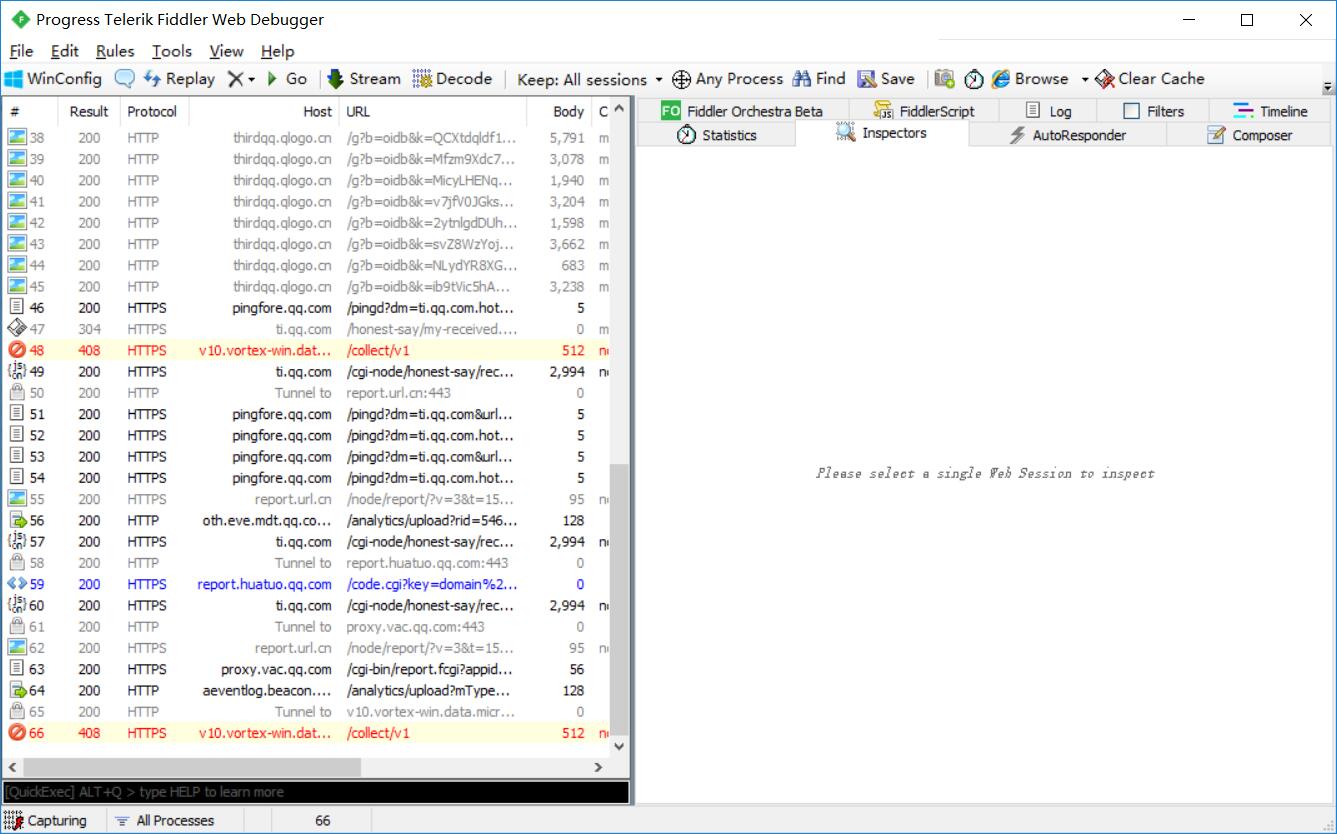 Progress Telerik Fiddler Web Debugger
File Edit Rules Tools View Help
WinConfig Replay Go Stream Decode Keep: All sessions Any Process Find Save Browse Clear Cache
# Result Protocol Host URL Body C
FO Fiddler Orchestra Beta FiddlerScript Log Filters Timeline
Statistics Inspectors AutoResponder Composer
38 200 HTTP thirdqq.qlogo.cn /g?b=oidb&k=QCXtdqldf1... 5,791 m
39 200 HTTP thirdqq.qlogo.cn /g?b=oidb&k=Mfzm9Xdc7... 3,078 m
40 200 HTTP thirdqq.qlogo.cn /g?b=oidb&k=MicyLHENq... 1,940 m
41 200 HTTP thirdqq.qlogo.cn /g?b=oidb&k=v7jfV0JGks... 3,204 m
42 200 HTTP thirdqq.qlogo.cn /g?b=oidb&k=2ytnlgdDUh... 1,598 m
43 200 HTTP thirdqq.qlogo.cn /g?b=oidb&k=svZ8WzYoj... 3,662 m
44 200 HTTP thirdqq.qlogo.cn /g?b=oidb&k=NLydYR8XG... 683 m
45 200 HTTP thirdqq.qlogo.cn /g?b=oidb&k=ib9tVic5hA... 3,238 m
46 200 HTTPS pingfore.qq.com /pingd?dm=ti.qq.com.hot... 5
47 304 HTTPS ti.qq.com /honest-say/my-received.... 0 m
48 408 HTTPS v10.vortex-win.dat... /collect/v1 512 n
49 200 HTTPS ti.qq.com /cgi-node/honest-say/rec... 2,994 n
50 200 HTTP Tunnel to report.url.cn:443 0
51 200 HTTPS pingfore.qq.com /pingd?dm=ti.qq.com&url... 5
52 200 HTTPS pingfore.qq.com /pingd?dm=ti.qq.com.hot... 5
53 200 HTTPS pingfore.qq.com /pingd?dm=ti.qq.com&url... 5
54 200 HTTPS pingfore.qq.com /pingd?dm=ti.qq.com.hot... 5
55 200 HTTPS report.url.cn /node/report/?v=3&t=15... 95 n
56 200 HTTP oth.eve.mdt.qq.co... /analytics/upload?rid=546... 128
57 200 HTTPS ti.qq.com /cgi-node/honest-say/rec... 2,994 n
58 200 HTTP Tunnel to report.huatuo.qq.com:443 0
59 200 HTTPS report.huatuo.qq.com /code.cgi?key=domain%2... 0
60 200 HTTPS ti.qq.com /cgi-node/honest-say/rec... 2,994 n
61 200 HTTP Tunnel to proxy.vac.qq.com:443 0
62 200 HTTPS report.url.cn /node/report/?v=3&t=15... 95 n
63 200 HTTPS proxy.vac.qq.com /cgi-bin/report.fcgi?appid... 56
64 200 HTTP aeventlog.beacon.... /analytics/upload?mType... 128
65 200 HTTP Tunnel to v10.vortex-win.data.micr... 0
66 408 HTTPS v10.vortex-win.dat... /collect/v1 512 n
Please select a single Web Session to inspect
[QuickExec] ALT+Q > type HELP to learn more
Capturing All Processes 66